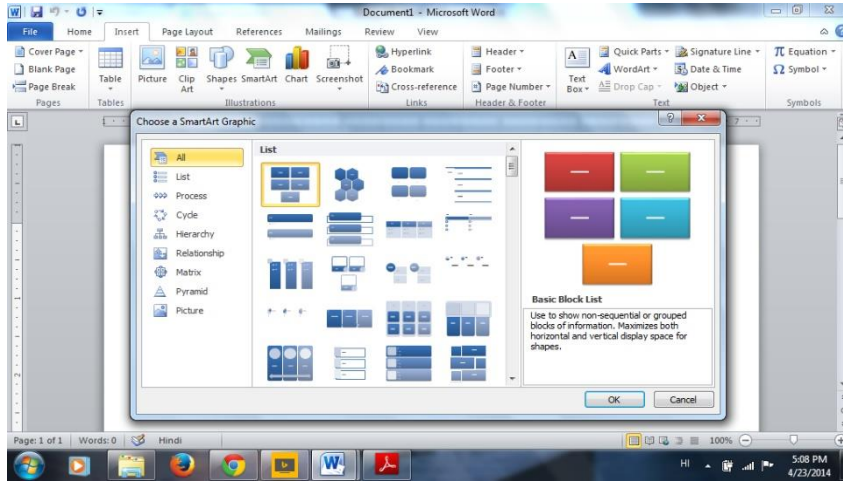 Document1 - Microsoft Word
File Home Insert Page Layout References Mailings Review View
Cover Page
Blank Page
Page Break
Pages
Table
Tables
Picture
Clip Art
Shapes
SmartArt
Chart
Screenshot
Illustrations
Hyperlink
Bookmark
Cross-reference
Links
Header
Footer
Page Number
Header & Footer
Text Box
Quick Parts
WordArt
Drop Cap
Signature Line
Date & Time
Object
Text
Equation
Symbol
Symbols
Choose a SmartArt Graphic
All
List
Process
Cycle
Hierarchy
Relationship
Matrix
Pyramid
Picture
List
Basic Block List
Use to show non-sequential or grouped
blocks of information. Maximizes both
horizontal and vertical display space for
shapes.
OK Cancel
Page: 1 of 1 Words: 0 Hindi 100%
HI 5:08 PM
4/23/2014